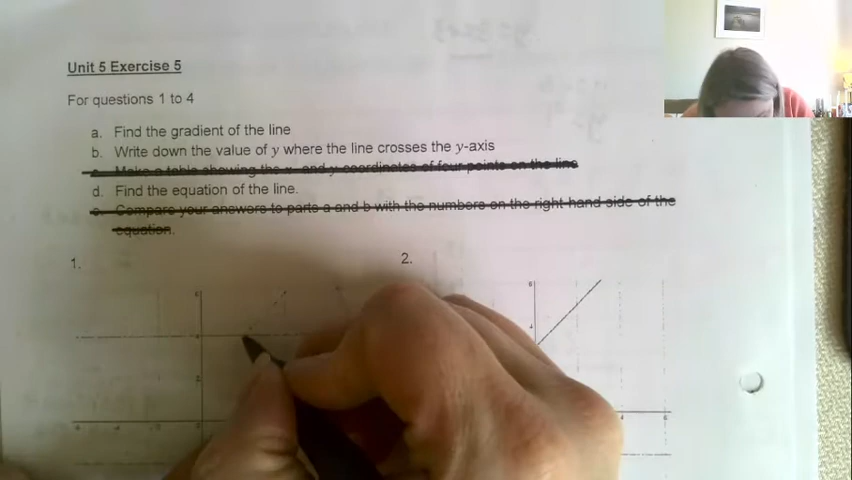 Unit 5 Exercise 5
For questions 1 to 4
a. Find the gradient of the line
b. Write down the value of y where the line crosses the y-axis
c. Make a table showing the x- and y-coordinates of four points on the line
d. Find the equation of the line.
e. Compare your answers to parts a and b with the numbers on the right-hand side of the
equation.
1. 2.